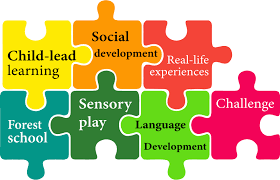 Child-lead
learning
Social
development
Real-life
experiences
Forest
school
Sensory
play
Language
Development
Challenge